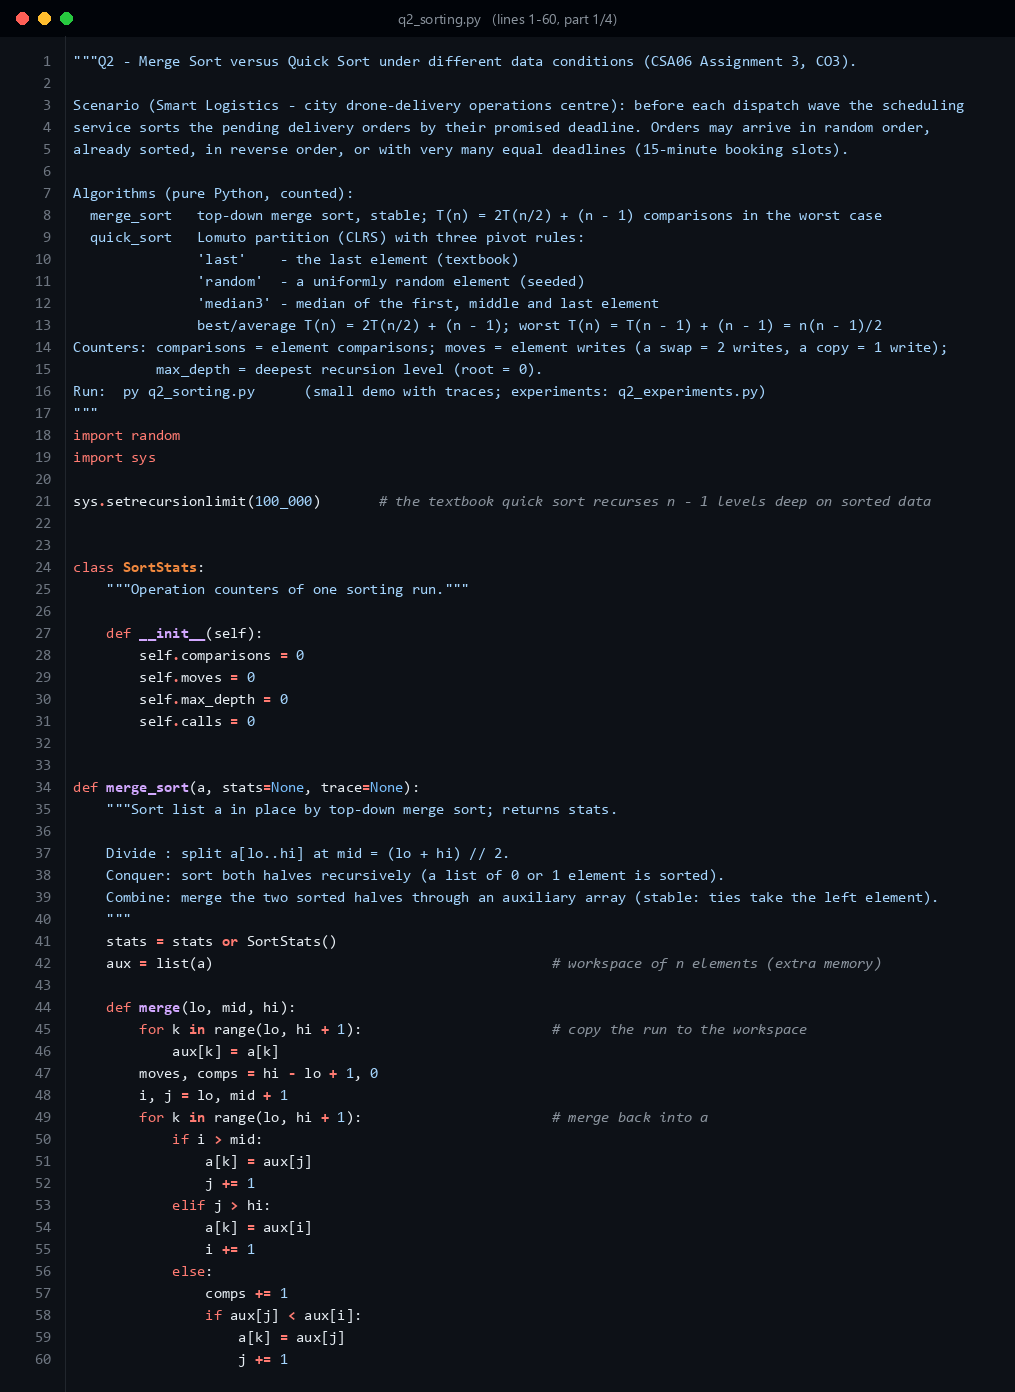 q2_sorting.py   (lines 1-60, part 1/4)
1 """Q2 - Merge Sort versus Quick Sort under different data conditions (CSA06 Assignment 3, CO3).
2
3 Scenario (Smart Logistics - city drone-delivery operations centre): before each dispatch wave the scheduling
4 service sorts the pending delivery orders by their promised deadline. Orders may arrive in random order,
5 already sorted, in reverse order, or with very many equal deadlines (15-minute booking slots).
6
7 Algorithms (pure Python, counted):
8   merge_sort   top-down merge sort, stable; T(n) = 2T(n/2) + (n - 1) comparisons in the worst case
9   quick_sort   Lomuto partition (CLRS) with three pivot rules:
10                'last'    - the last element (textbook)
11                'random'  - a uniformly random element (seeded)
12                'median3' - median of the first, middle and last element
13                best/average T(n) = 2T(n/2) + (n - 1); worst T(n) = T(n - 1) + (n - 1) = n(n - 1)/2
14 Counters: comparisons = element comparisons; moves = element writes (a swap = 2 writes, a copy = 1 write);
15           max_depth = deepest recursion level (root = 0).
16 Run:  py q2_sorting.py      (small demo with traces; experiments: q2_experiments.py)
17 """
18 import random
19 import sys
20
21 sys.setrecursionlimit(100_000)       # the textbook quick sort recurses n - 1 levels deep on sorted data
22
23
24 class SortStats:
25     """Operation counters of one sorting run."""
26
27     def __init__(self):
28         self.comparisons = 0
29         self.moves = 0
30         self.max_depth = 0
31         self.calls = 0
32
33
34 def merge_sort(a, stats=None, trace=None):
35     """Sort list a in place by top-down merge sort; returns stats.
36
37     Divide : split a[lo..hi] at mid = (lo + hi) // 2.
38     Conquer: sort both halves recursively (a list of 0 or 1 element is sorted).
39     Combine: merge the two sorted halves through an auxiliary array (stable: ties take the left element).
40     """
41     stats = stats or SortStats()
42     aux = list(a)                                         # workspace of n elements (extra memory)
43
44     def merge(lo, mid, hi):
45         for k in range(lo, hi + 1):                       # copy the run to the workspace
46             aux[k] = a[k]
47         moves, comps = hi - lo + 1, 0
48         i, j = lo, mid + 1
49         for k in range(lo, hi + 1):                       # merge back into a
50             if i > mid:
51                 a[k] = aux[j]
52                 j += 1
53             elif j > hi:
54                 a[k] = aux[i]
55                 i += 1
56             else:
57                 comps += 1
58                 if aux[j] < aux[i]:
59                     a[k] = aux[j]
60                     j += 1